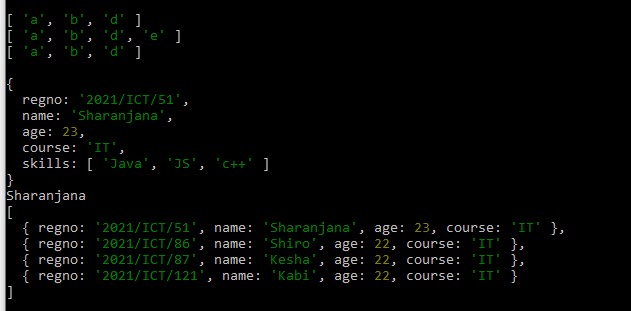 [ 'a', 'b', 'd' ]
[ 'a', 'b', 'd', 'e' ]
[ 'a', 'b', 'd' ]
{
  regno: '2021/ICT/51',
  name: 'Sharanjana',
  age: 23,
  course: 'IT',
  skills: [ 'Java', 'JS', 'c++' ]
}
Sharanjana
[
  { regno: '2021/ICT/51', name: 'Sharanjana', age: 23, course: 'IT' },
  { regno: '2021/ICT/86', name: 'Shiro', age: 22, course: 'IT' },
  { regno: '2021/ICT/87', name: 'Kesha', age: 22, course: 'IT' },
  { regno: '2021/ICT/121', name: 'Kabi', age: 22, course: 'IT' }
]